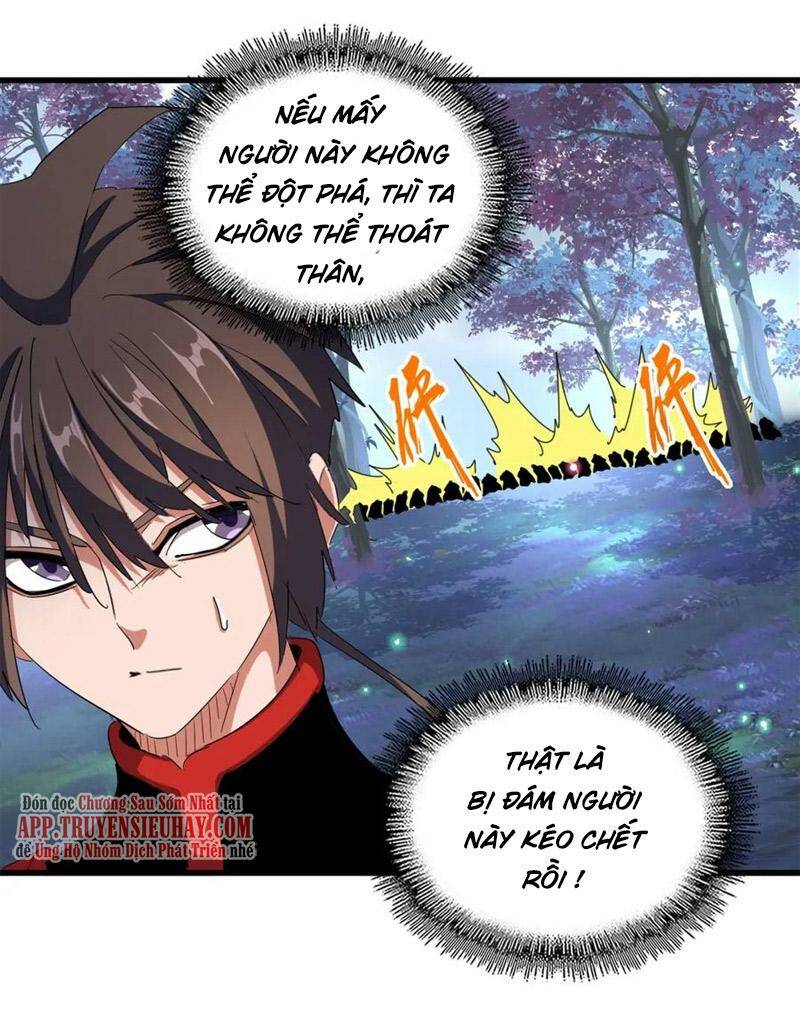 NẾU MẤY
NGƯỜI NÀY KHÔNG
THỂ ĐỘT PHÁ, THÌ TA
KHÔNG THỂ THOÁT
THÂN,
怦 怦
THẬT LÀ
BỊ ĐÁM NGƯỜI
NÀY KÉO CHẾT
RỒI !
Đón đọc Chương Sau Sớm Nhất tại
APP.TRUYENSIEUHAY.COM
để Ủng Hộ Nhóm Dịch Phát Triển nhé